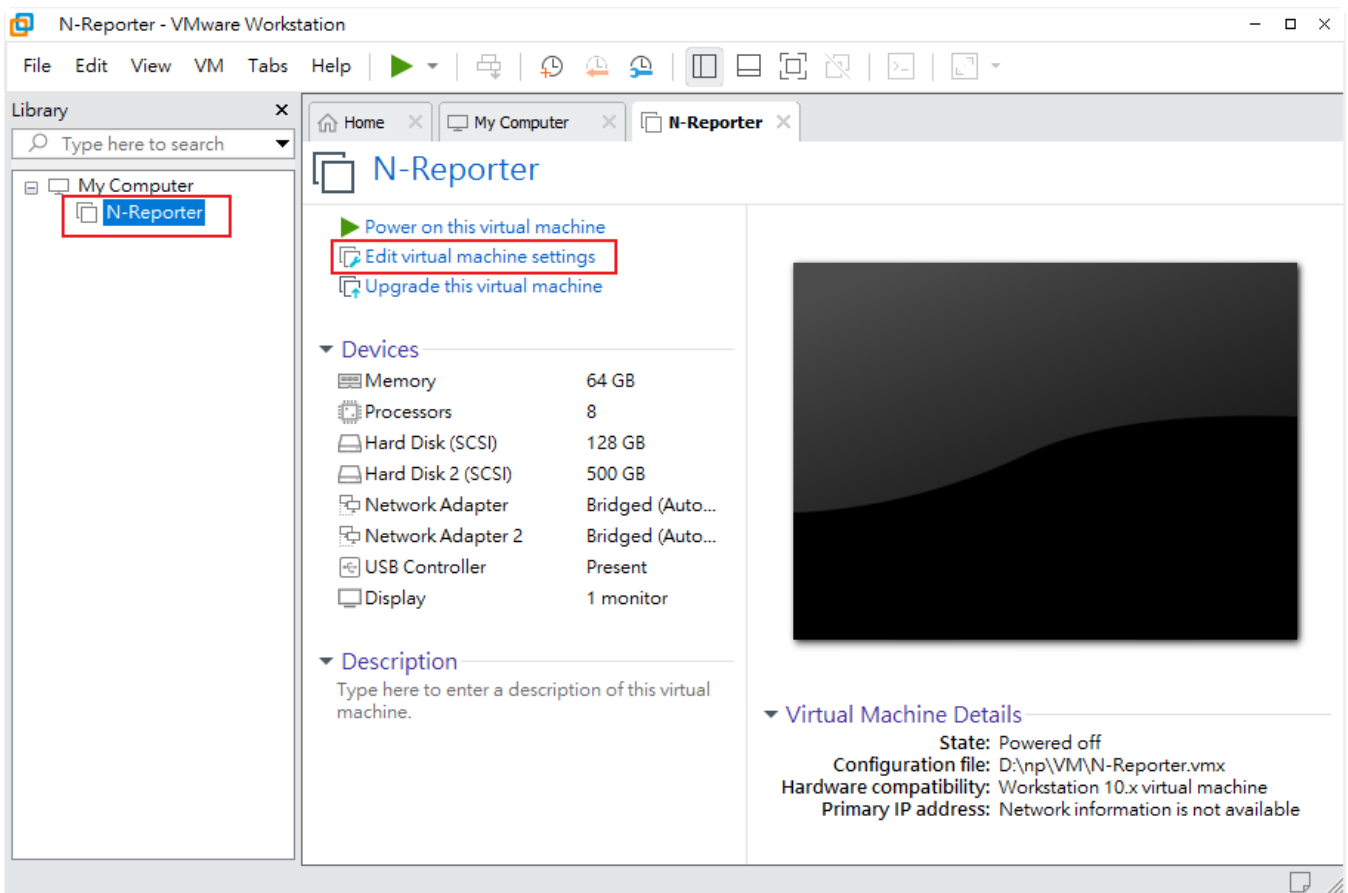 N-Reporter - VMware Workstation
File Edit View VM Tabs Help
Library
Type here to search
My Computer
N-Reporter
Home
My Computer
N-Reporter
N-Reporter
Power on this virtual machine
Edit virtual machine settings
Upgrade this virtual machine
Devices
Memory 64 GB
Processors 8
Hard Disk (SCSI) 128 GB
Hard Disk 2 (SCSI) 500 GB
Network Adapter Bridged (Auto...
Network Adapter 2 Bridged (Auto...
USB Controller Present
Display 1 monitor
Description
Type here to enter a description of this virtual
machine.
Virtual Machine Details
State: Powered off
Configuration file: D:\np\VM\N-Reporter.vmx
Hardware compatibility: Workstation 10.x virtual machine
Primary IP address: Network information is not available